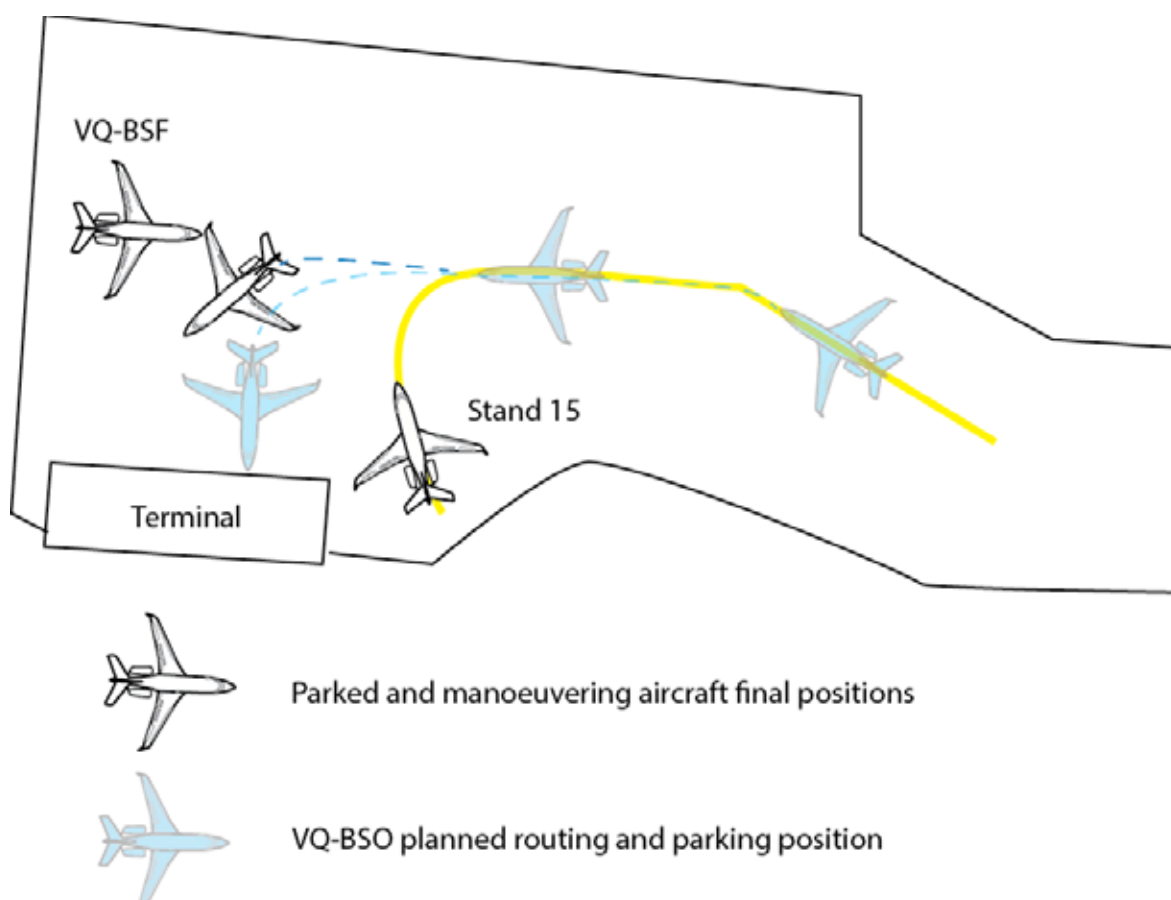 VQ-BSF
Stand 15
Terminal
Parked and manoeuvering aircraft final positions
VQ-BSO planned routing and parking position